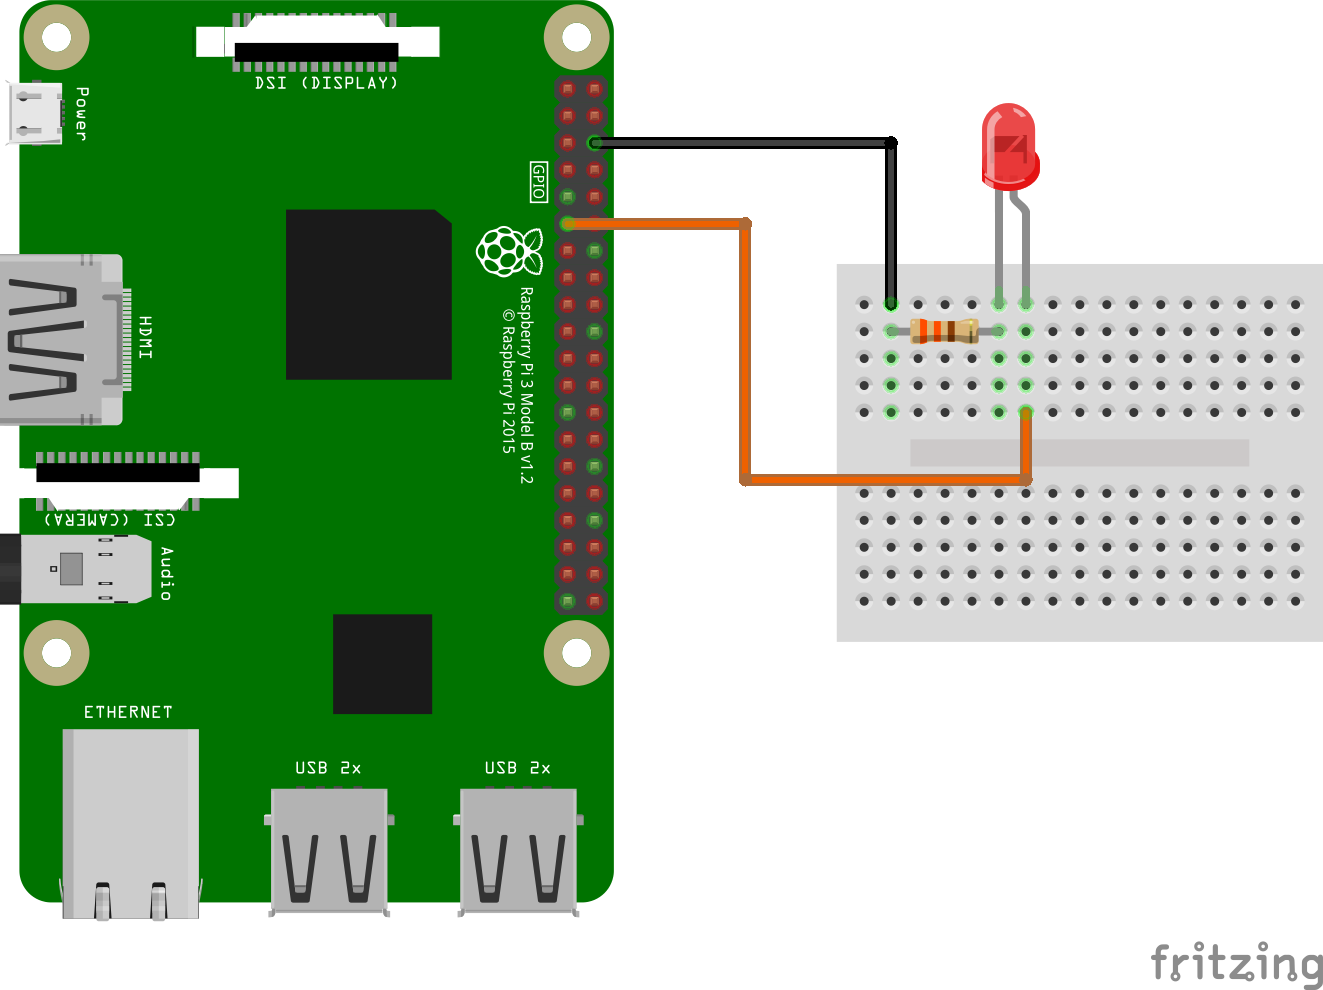 DSI (DISPLAY)
Power
GPIO
HDMI
Raspberry Pi 3 Model B v1.2
© Raspberry Pi 2015
CSI (CAMERA)
Audio
ETHERNET
USB 2x
USB 2x
fritzing